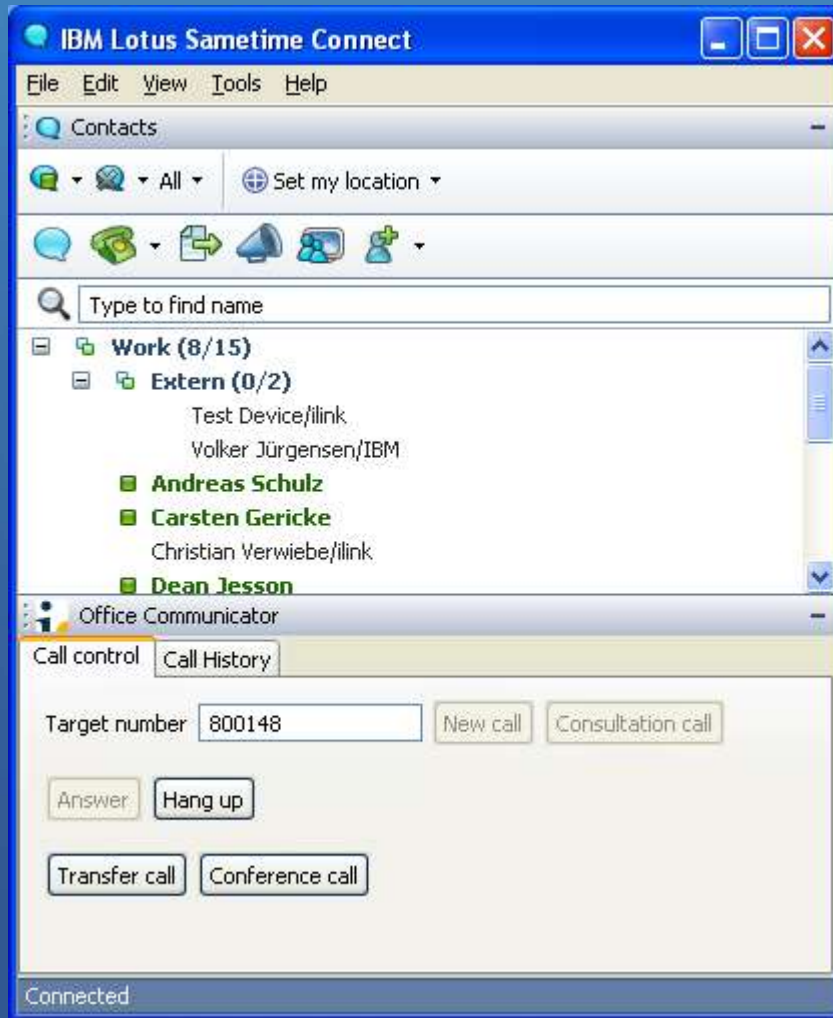 IBM Lotus Sametime Connect
File Edit View Tools Help
Contacts
All Set my location
Type to find name
Work (8/15)
Extern (0/2)
Test Device/ilink
Volker Jürgensen/IBM
Andreas Schulz
Carsten Gericke
Christian Verwiebe/ilink
Dean Jesson
Office Communicator
Call control Call History
Target number 800148 New call Consultation call
Answer Hang up
Transfer call Conference call
Connected